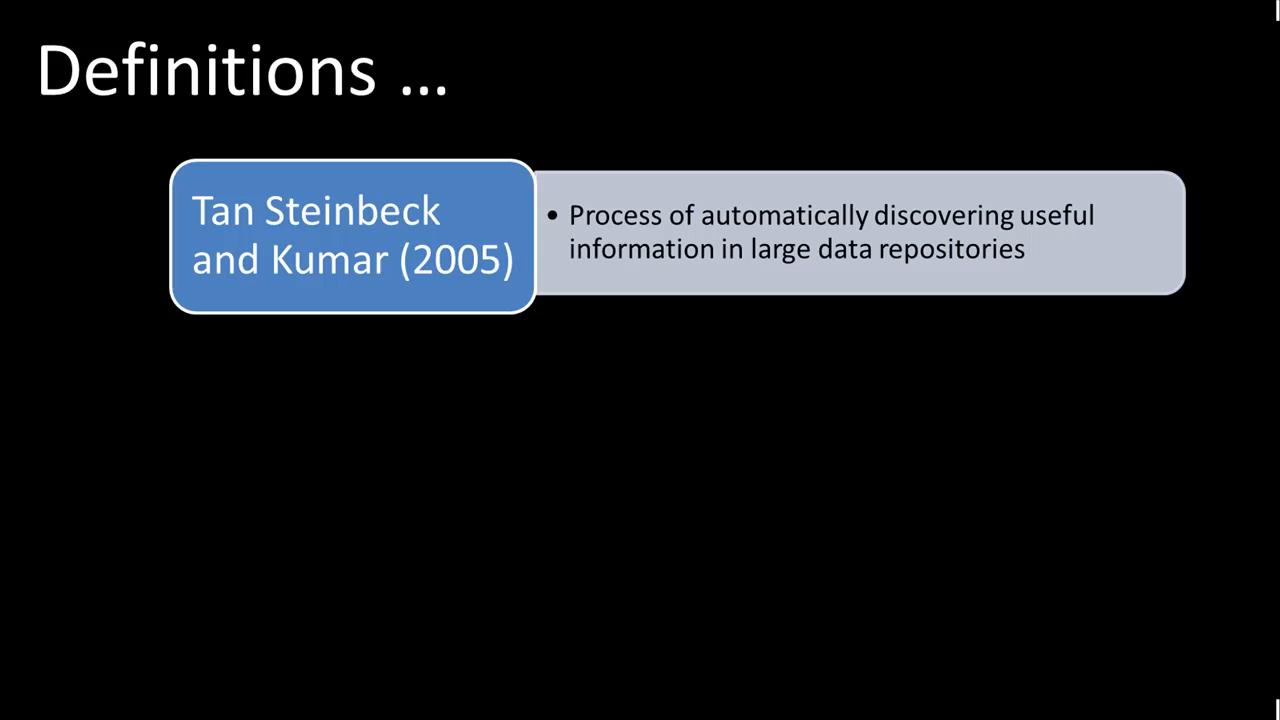 Definitions ...
Tan Steinbeck
and Kumar (2005)
• Process of automatically discovering useful
information in large data repositories